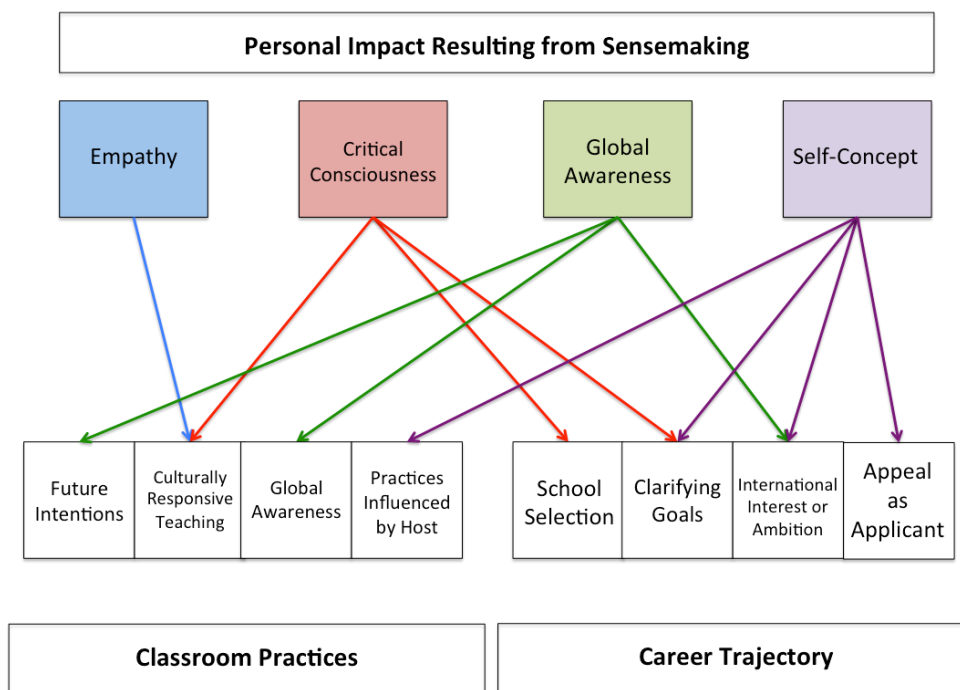 Personal Impact Resulting from Sensemaking
Empathy
Critical
Consciousness
Global
Awareness
Self-Concept
Future
Intentions
Culturally
Responsive
Teaching
Global
Awareness
Practices
Influenced
by Host
School
Selection
Clarifying
Goals
International
Interest or
Ambition
Appeal
as
Applicant
Classroom Practices
Career Trajectory